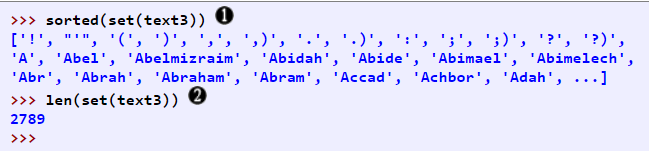 >>> sorted(set(text3)) ❶
['!', "'", '(', ')', ',', ',)', '.', '.)', ':', ';', ';)', '?', '?)',
'A', 'Abel', 'Abelmizraim', 'Abidah', 'Abide', 'Abimael', 'Abimelech',
'Abr', 'Abrah', 'Abraham', 'Abram', 'Accad', 'Achbor', 'Adah', ...]
>>> len(set(text3)) ❷
2789
>>>